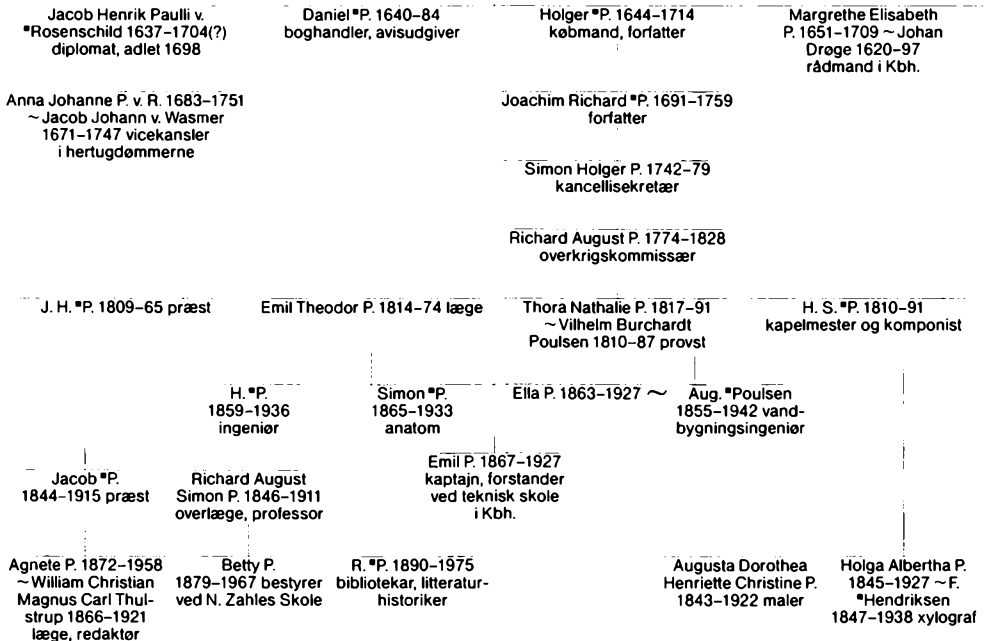 Jacob Henrik Paulli v.
▪Rosenschild 1637–1704(?)
diplomat, adlet 1698
Daniel ▪P. 1640–84
boghandler, avisudgiver
Holger ▪P. 1644–1714
købmand, forfatter
Margrethe Elisabeth
P. 1651–1709 ~ Johan
Drøge 1620–97
rådmand i Kbh.
Anna Johanne P. v. R. 1683–1751
~ Jacob Johann v. Wasmer
1671–1747 vicekansler
i hertugdømmerne
Joachim Richard ▪P. 1691–1759
forfatter
Simon Holger P. 1742–79
kancellisekretær
Richard August P. 1774–1828
overkrigskommissær
J. H. ▪P. 1809–65 præst
Emil Theodor P. 1814–74 læge
Thora Nathalie P. 1817–91
~ Vilhelm Burchardt
Poulsen 1810–87 provst
H. S. ▪P. 1810–91
kapelmester og komponist
H. ▪P.
1859–1936
ingeniør
Simon ▪P.
1865–1933
anatom
Ella P. 1863–1927 ~
Aug. ▪Poulsen
1855–1942 vand-
bygningsingeniør
Jacob ▪P.
1844–1915 præst
Richard August
Simon P. 1846–1911
overlæge, professor
Emil P. 1867–1927
kaptajn, forstander
ved teknisk skole
i Kbh.
Agnete P. 1872–1958
~ William Christian
Magnus Carl Thul-
strup 1866–1921
læge, redaktør
Betty P.
1879–1967 bestyrer
ved N. Zahles Skole
R. ▪P. 1890–1975
bibliotekar, litteratur-
historiker
Augusta Dorothea
Henriette Christine P.
1843–1922 maler
Holga Albertha P.
1845–1927 ~ F.
▪Hendriksen
1847–1938 xylograf